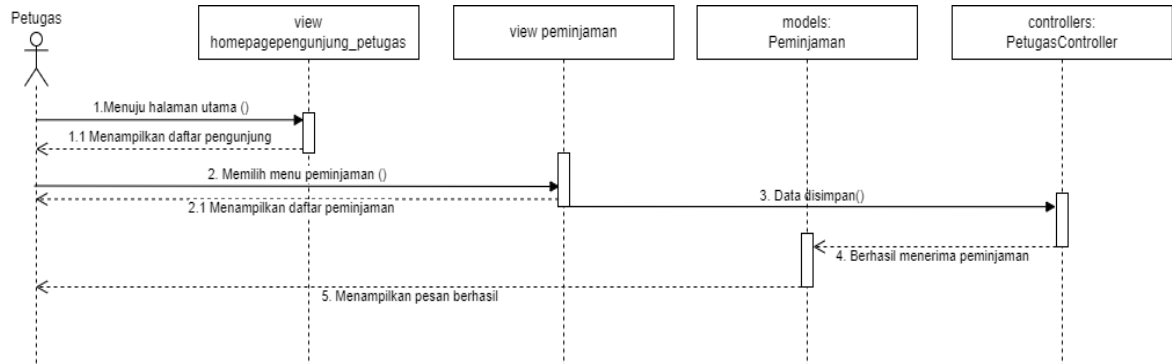 Petugas
view
homepagepengunjung_petugas
view peminjaman
models:
Peminjaman
controllers:
PetugasController
1.Menuju halaman utama ()
1.1 Menampilkan daftar pengunjung
2. Memilih menu peminjaman ()
2.1 Menampilkan daftar peminjaman
3. Data disimpan()
4. Berhasil menerima peminjaman
5. Menampilkan pesan berhasil